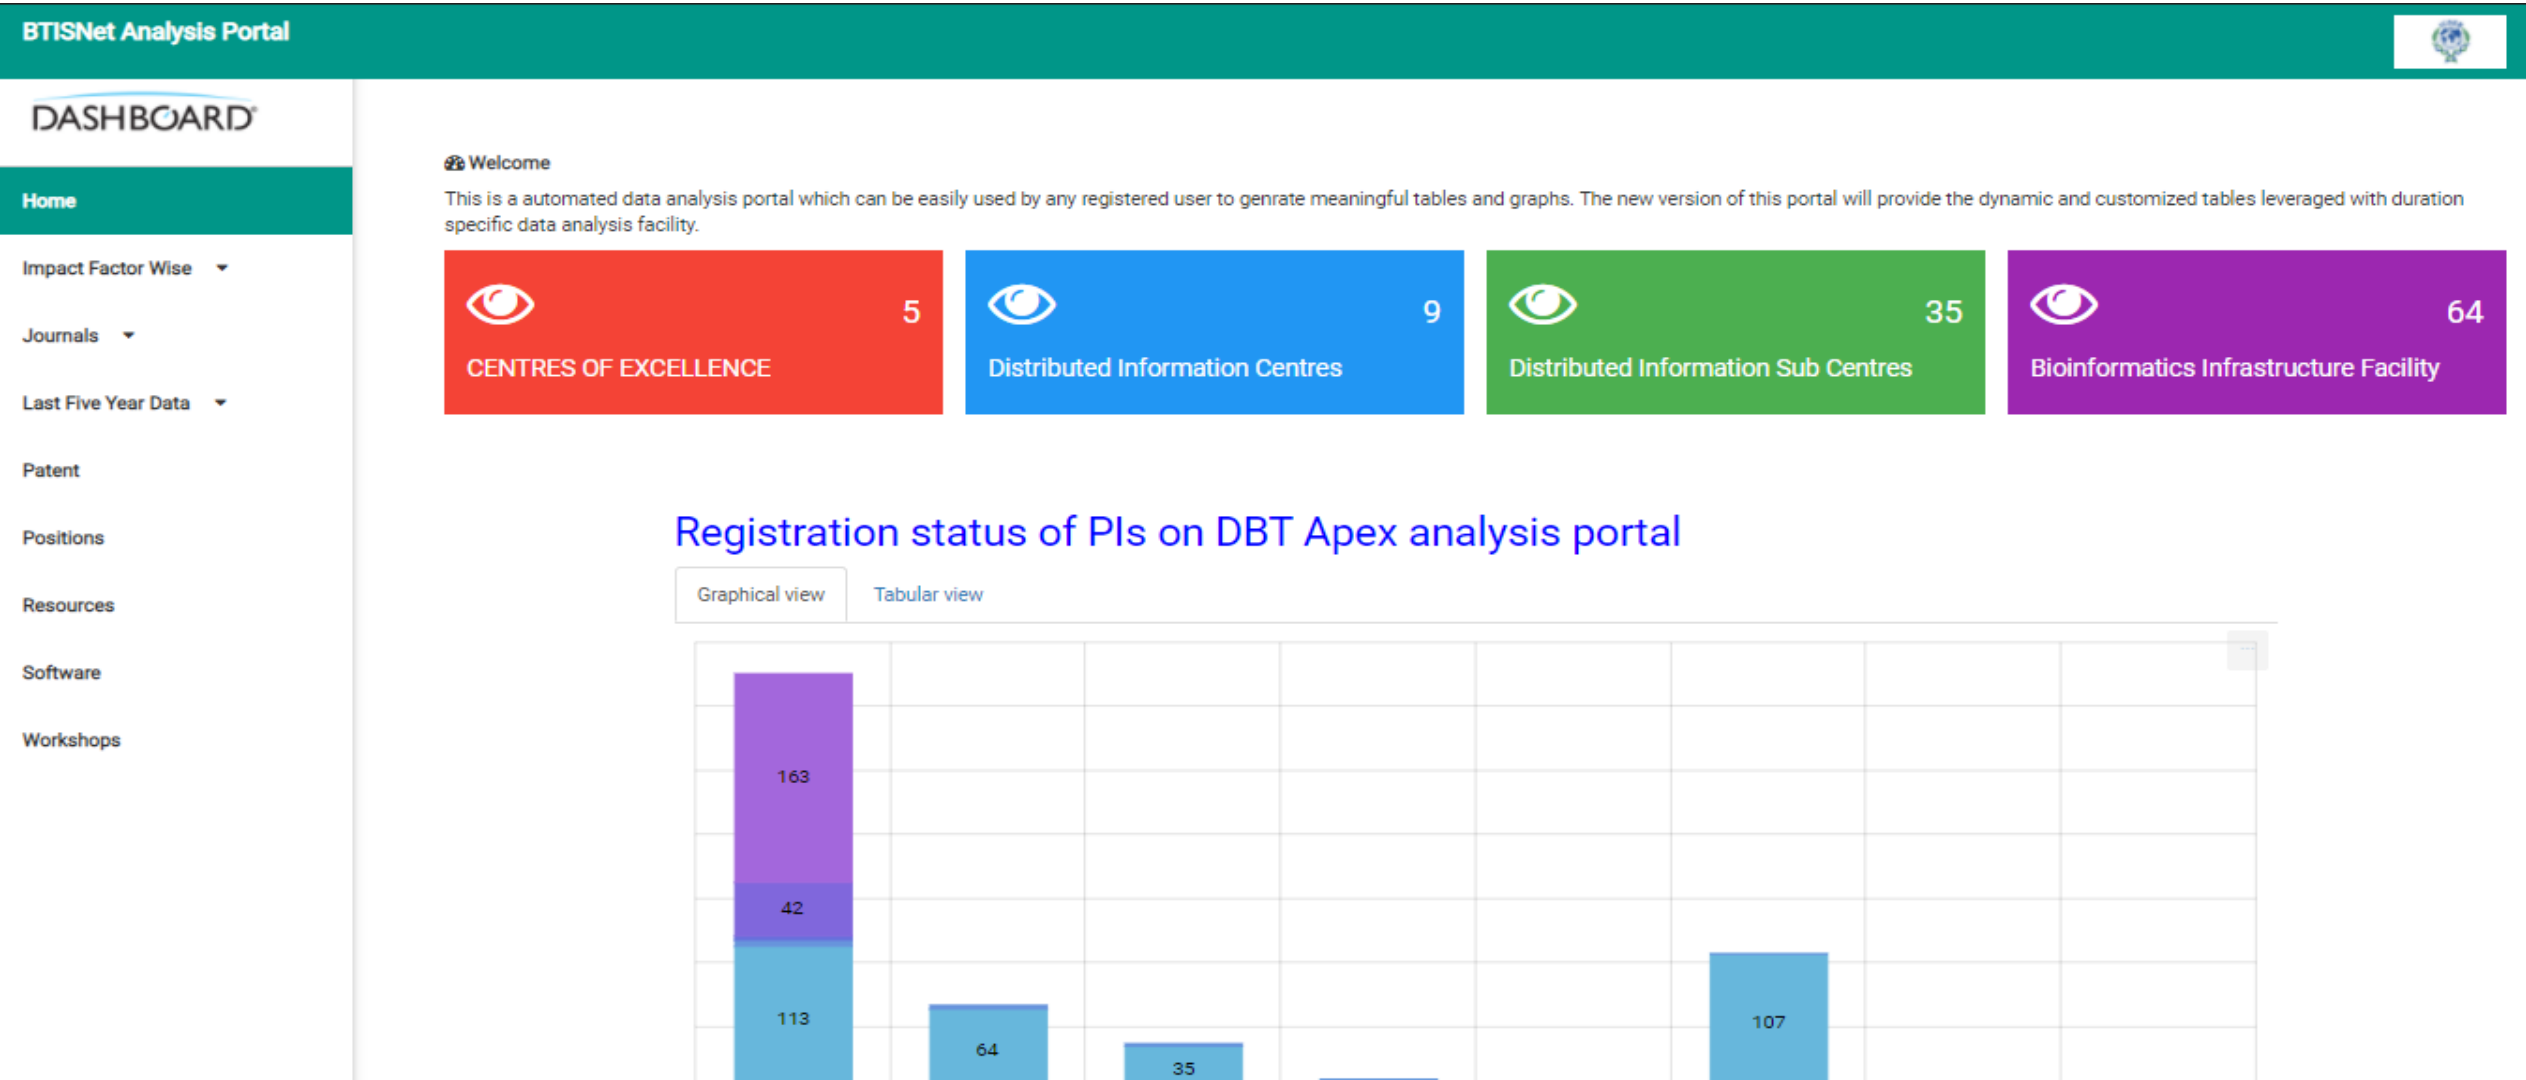 BTISNet Analysis Portal
DASHBOARD
Home
Impact Factor Wise
Journals
Last Five Year Data
Patent
Positions
Resources
Software
Workshops
Welcome
This is a automated data analysis portal which can be easily used by any registered user to genrate meaningful tables and graphs. The new version of this portal will provide the dynamic and customized tables leveraged with duration
specific data analysis facility.
5
CENTRES OF EXCELLENCE
9
Distributed Information Centres
35
Distributed Information Sub Centres
64
Bioinformatics Infrastructure Facility
Registration status of PIs on DBT Apex analysis portal
Graphical view Tabular view
163
42
113
64
35
107